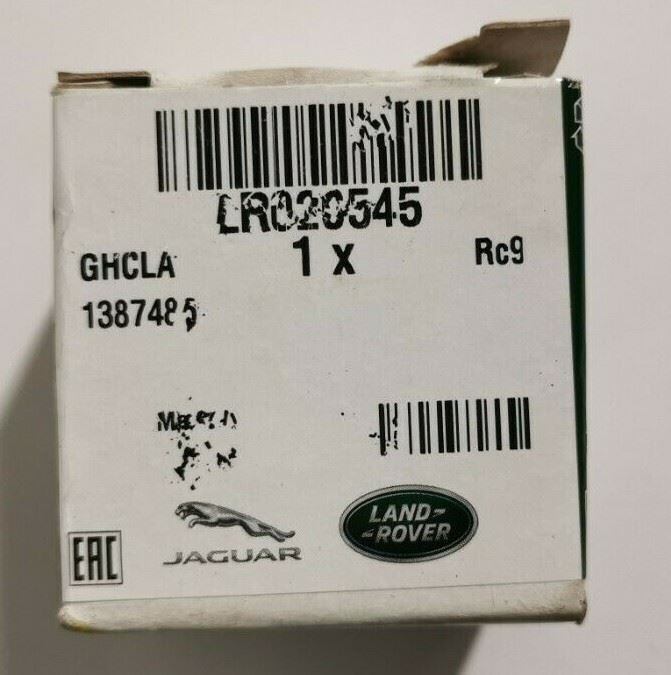 LR020545
1 x
GHCLA
Rc9
1387485
EAC
JAGUAR
LAND-
-ROVER